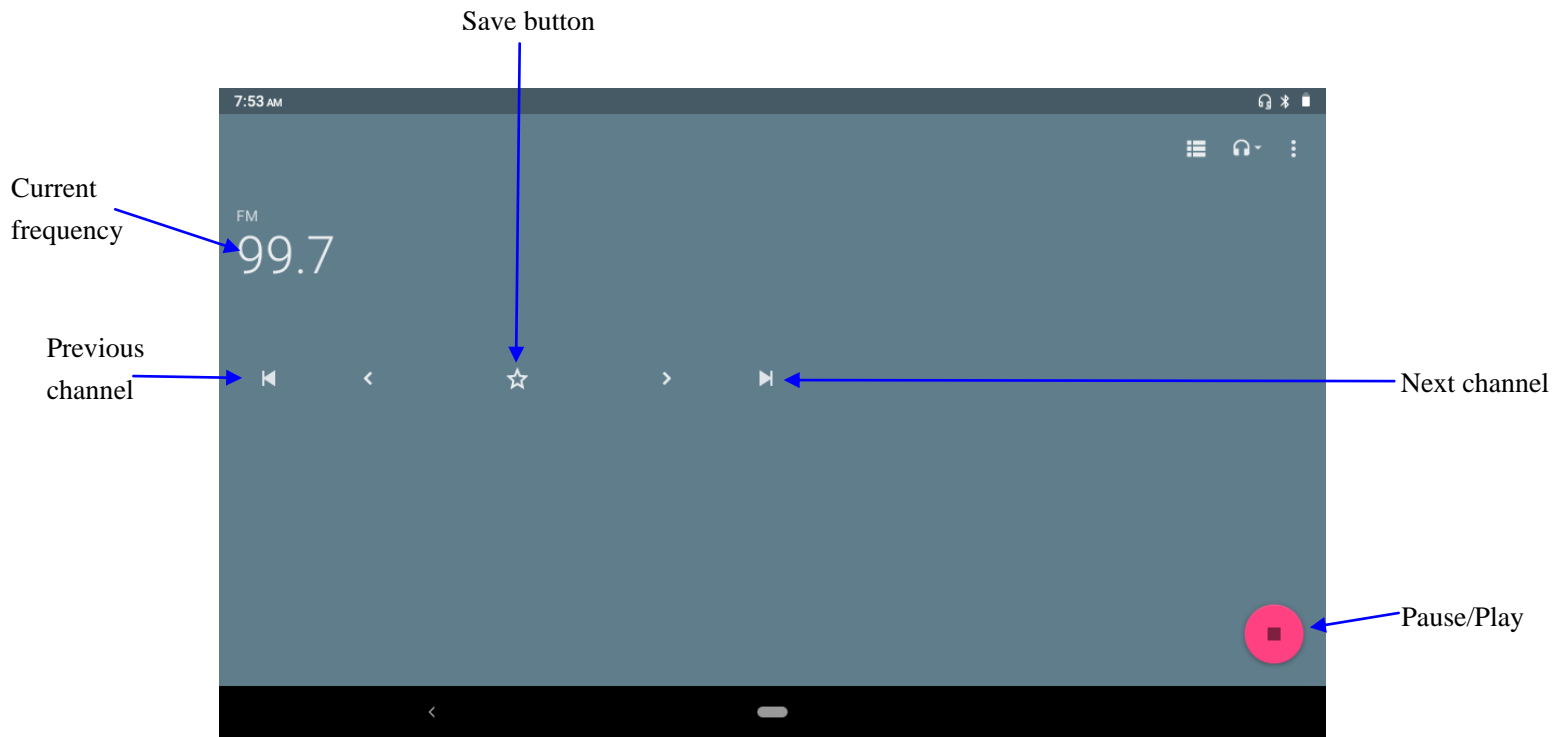 Save button
7:53 AM
Current
frequency
FM
99.7
Previous
channel
Next channel
Pause/Play